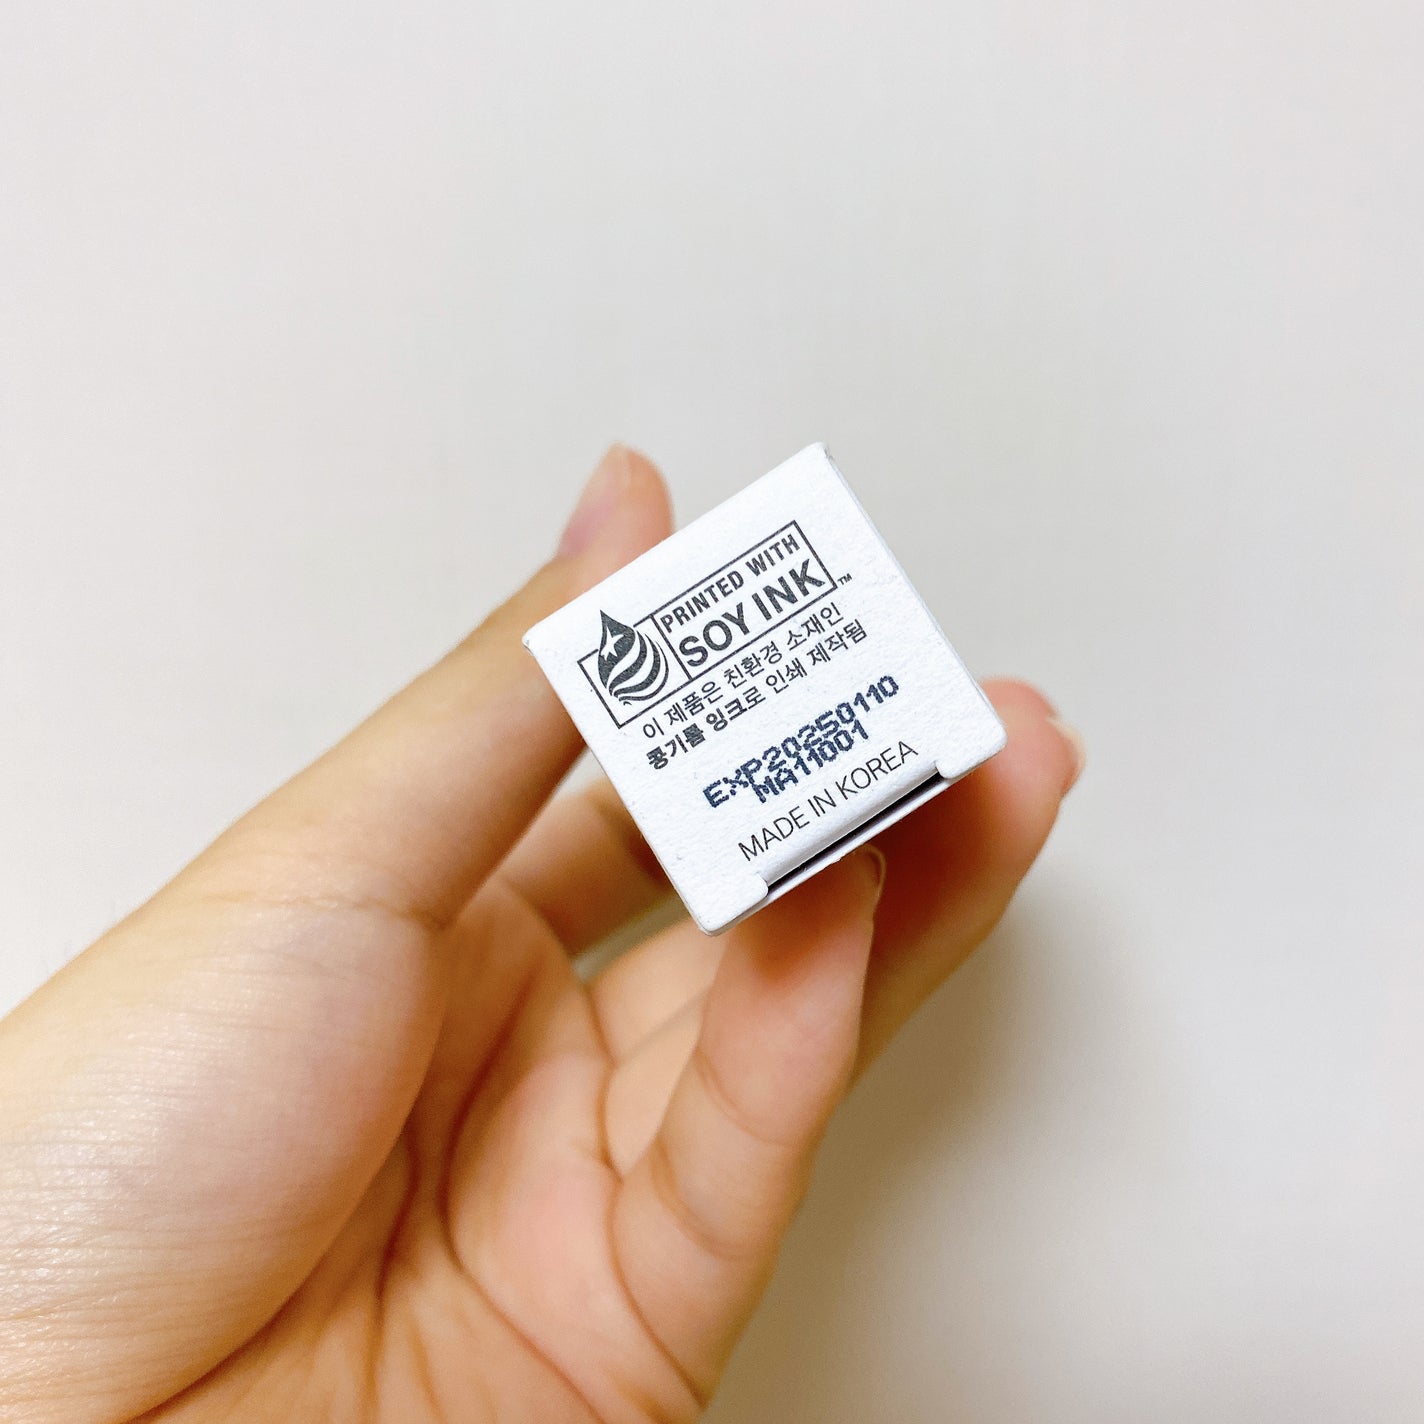 PRINTED WITH
SOY INK™
이 제품은 친환경 소재인
콩기름 잉크로 인쇄 제작됨
EXP20250110
MA11001
MADE IN KOREA